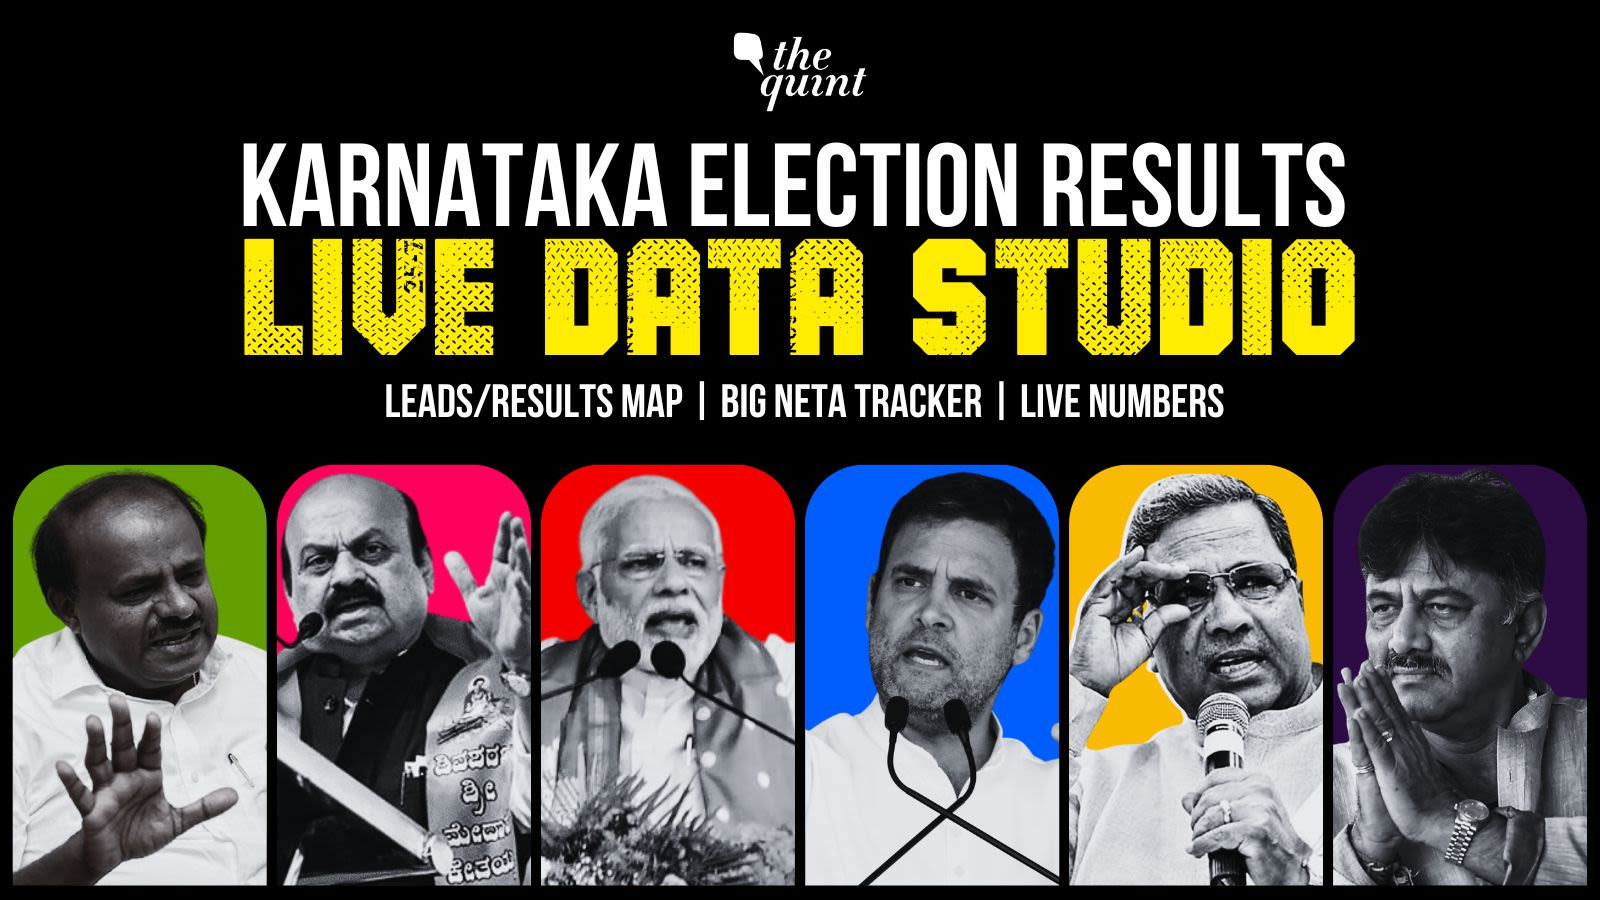 the
quint
KARNATAKA ELECTION RESULTS
LIVE DATA STUDIO
LEADS/RESULTS MAP | BIG NETA TRACKER | LIVE NUMBERS
ಶ್ರೀ